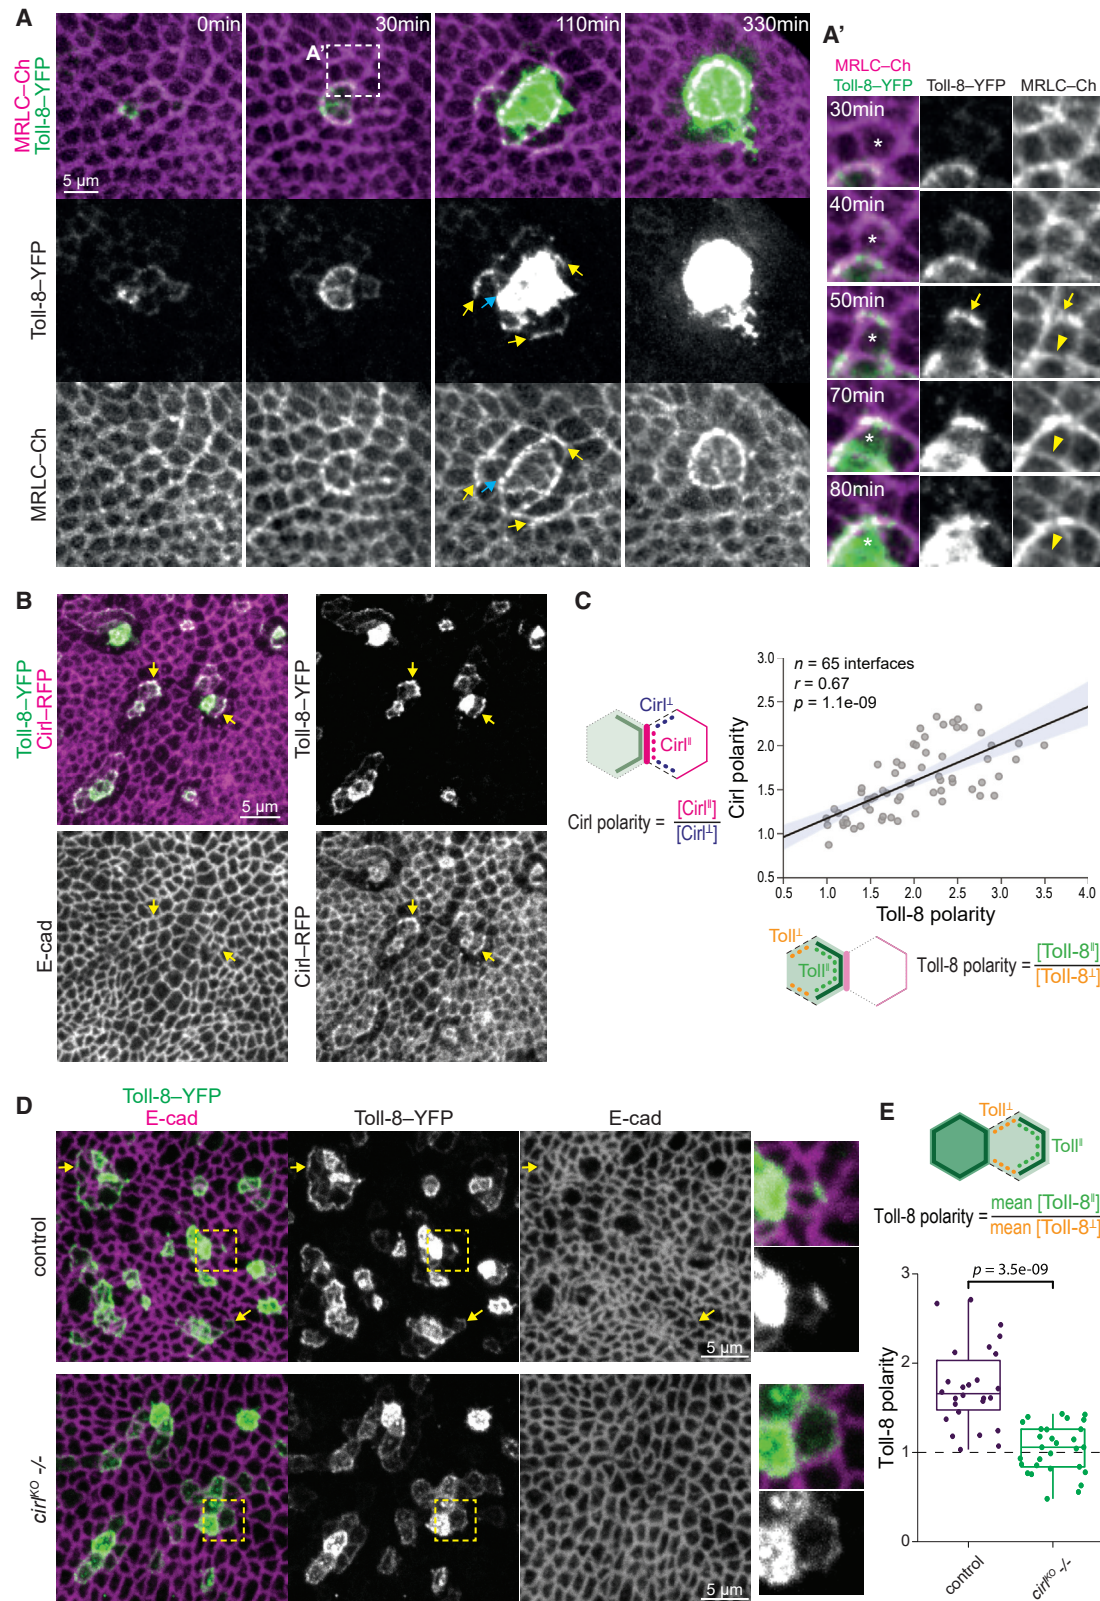 A
0min
30min
110min
330min
A'
MRLC–Ch
Toll-8–YFP
5 µm
Toll-8–YFP
MRLC–Ch
A'
MRLC–Ch
Toll-8–YFP
Toll-8–YFP
MRLC–Ch
30min
*
40min
*
50min
*
70min
*
80min
*
B
Toll-8–YFP
Cirl–RFP
5 µm
Toll-8–YFP
E-cad
Cirl–RFP
C
Cirl⊥
Cirl||
Cirl polarity = [Cirl||]
[Cirl⊥]
n = 65 interfaces
r = 0.67
p = 1.1e-09
Cirl polarity
3.0
2.5
2.0
1.5
1.0
0.5
0.5 1.0 1.5 2.0 2.5 3.0 3.5 4.0
Toll-8 polarity
Toll⊥
Toll||
Toll-8 polarity = [Toll-8||]
[Toll-8⊥]
D
Toll-8–YFP
E-cad
Toll-8–YFP
E-cad
control
5 µm
cirlKO -/-
5 µm
E
Toll⊥
Toll||
Toll-8 polarity = mean [Toll-8||]
mean [Toll-8⊥]
p = 3.5e-09
Toll-8 polarity
3
2
1
0
control
cirlKO -/-